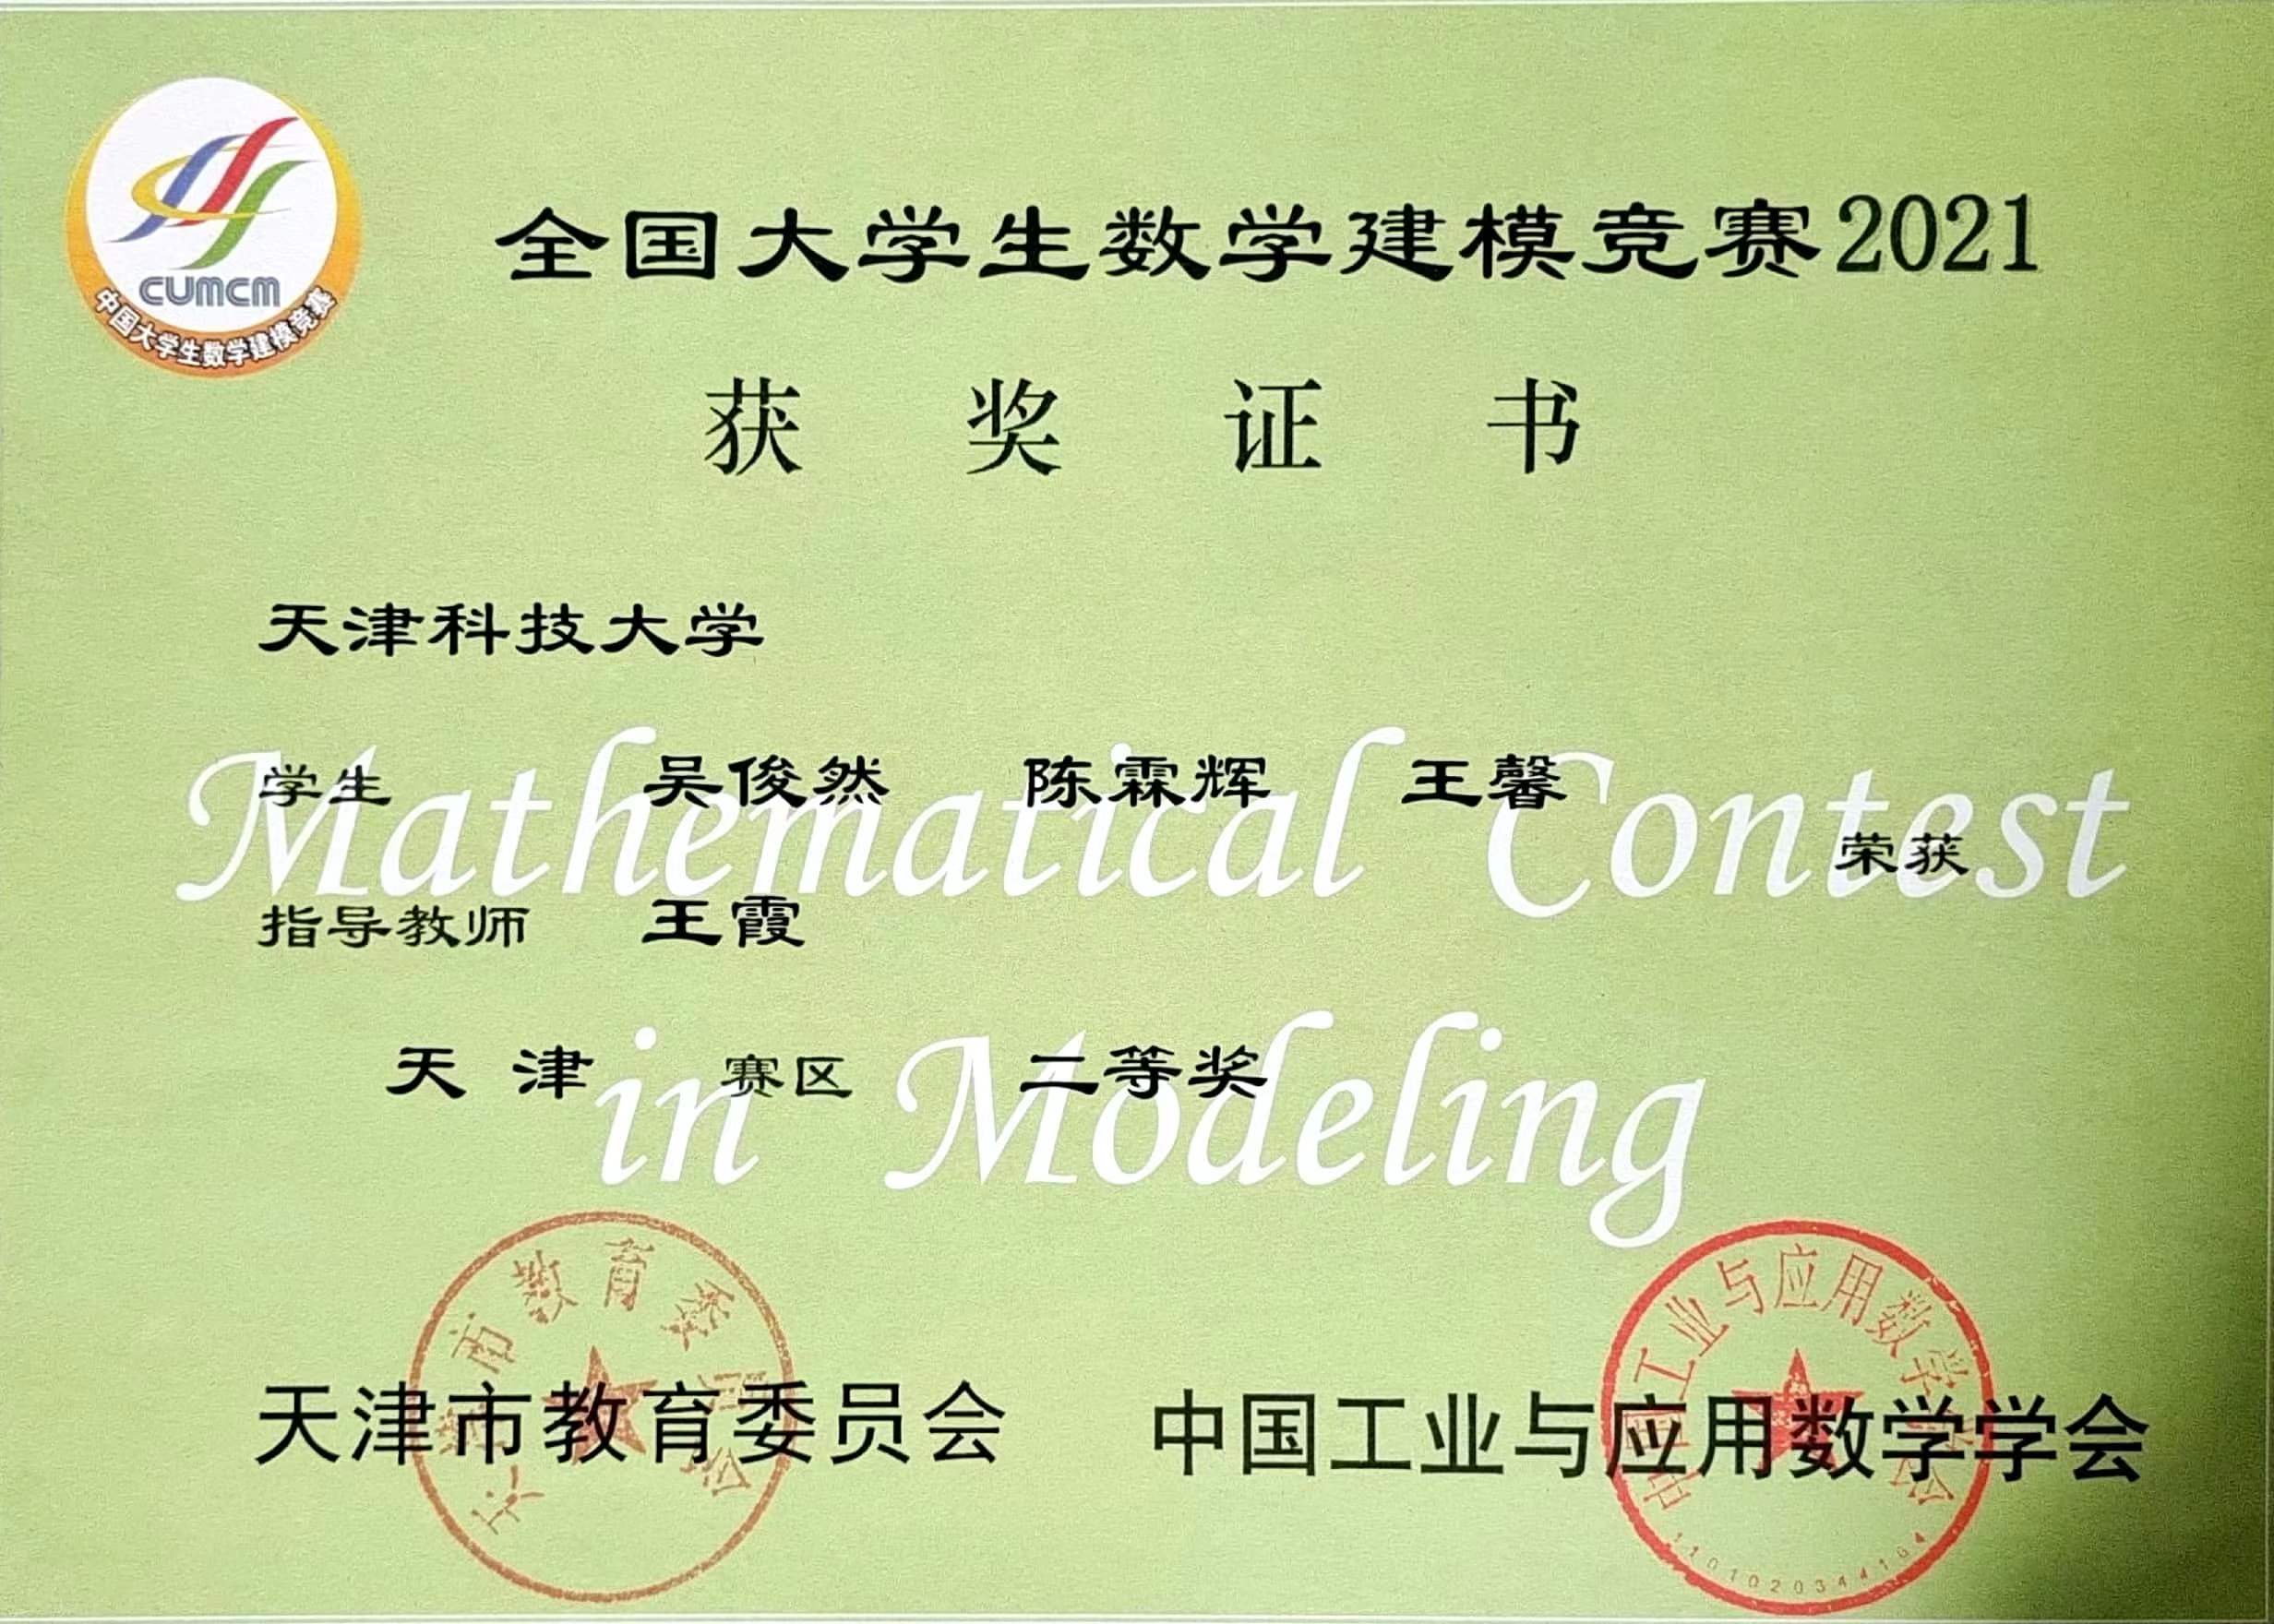 CUMCM
中国大学生数学建模竞赛
全国大学生数学建模竞赛2021
获奖证书
天津科技大学
Mathematical Contest
学生 吴俊然 陈霖辉 王馨
荣获
指导教师 王霞
in Modeling
天津 赛区 二等奖
天津市教育委员会
中国工业与应用数学学会
天津市教育委员会 中国工业与应用数学学会